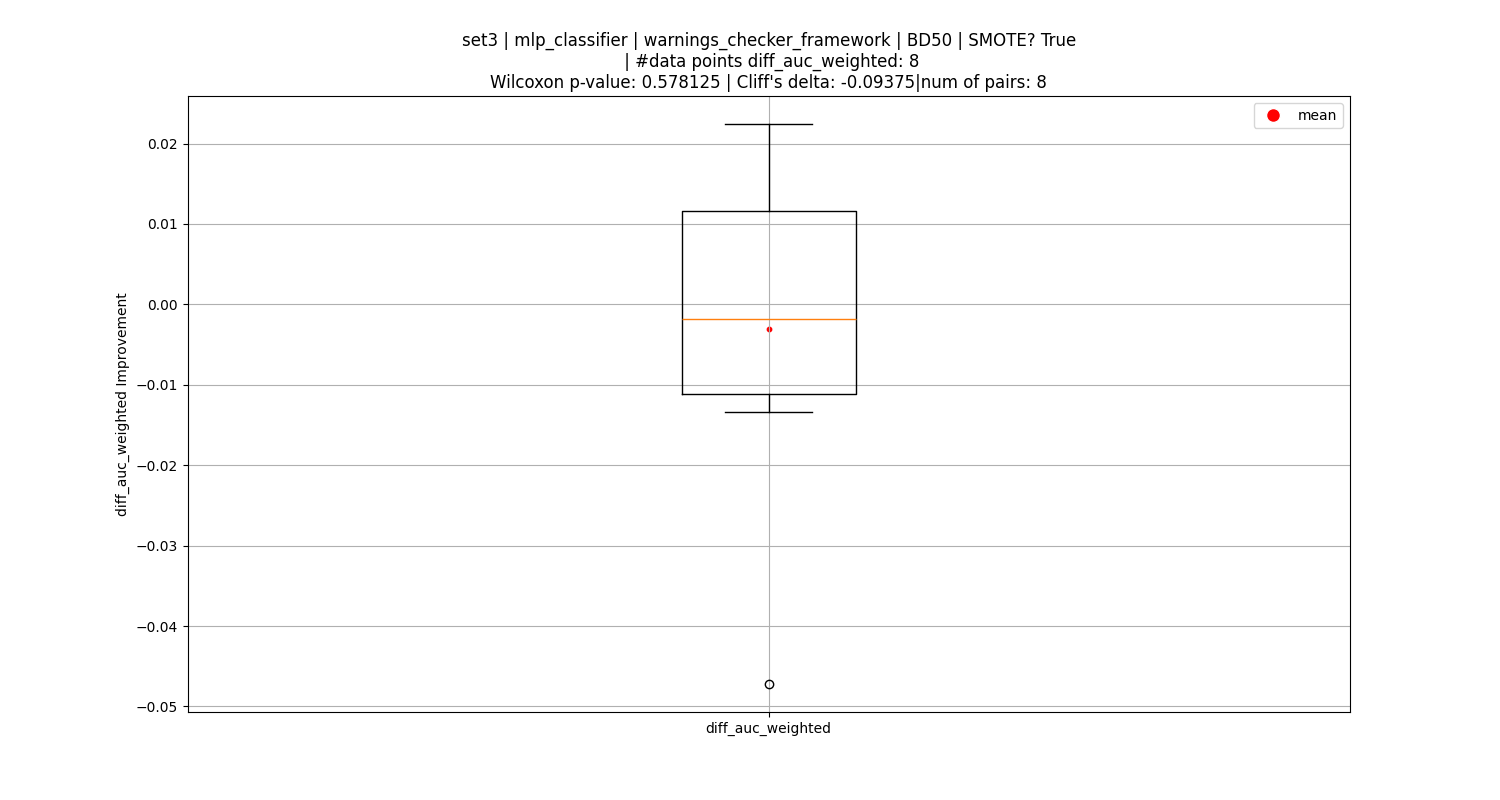 set3 | mlp_classifier | warnings_checker_framework | BD50 | SMOTE? True
| #data points diff_auc_weighted: 8
Wilcoxon p-value: 0.578125 | Cliff's delta: -0.09375|num of pairs: 8
mean
0.02
0.01
0.00
−0.01
−0.02
−0.03
−0.04
−0.05
diff_auc_weighted Improvement
diff_auc_weighted